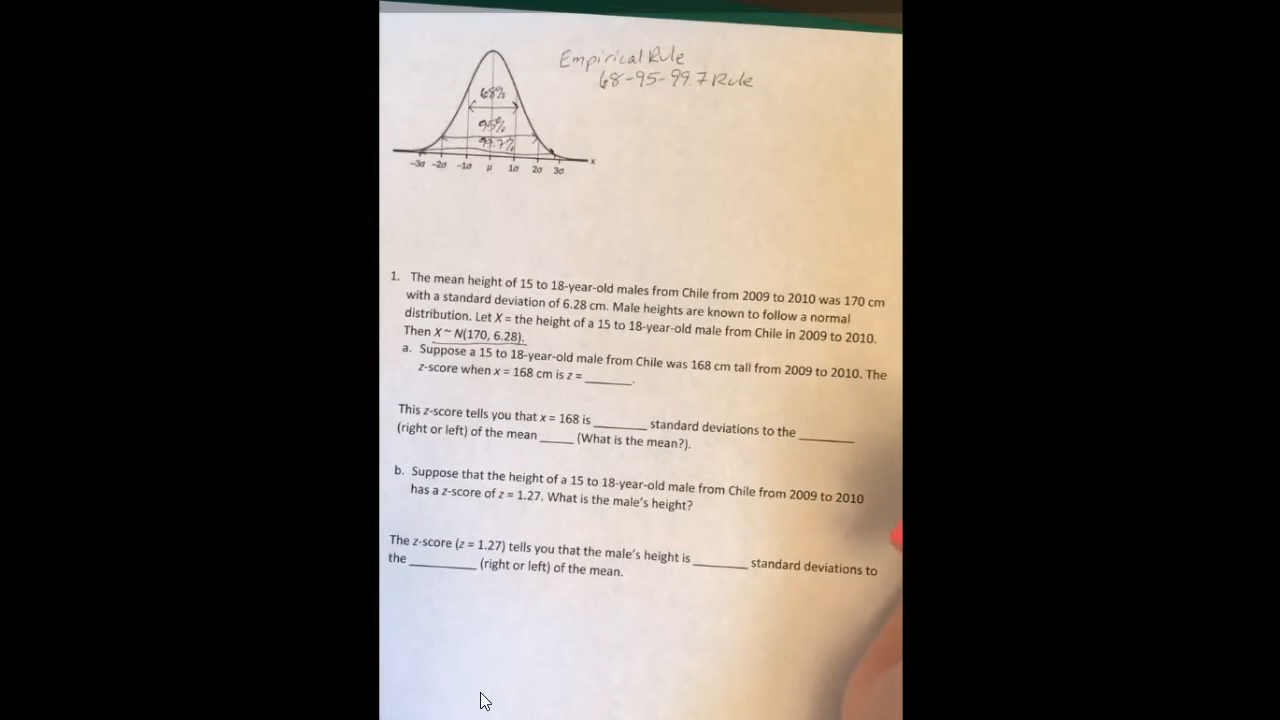 Empirical Rule
68-95-99.7 Rule
68%
95%
99.7%
-3σ -2σ -1σ μ 1σ 2σ 3σ x
1. The mean height of 15 to 18-year-old males from Chile from 2009 to 2010 was 170 cm
with a standard deviation of 6.28 cm. Male heights are known to follow a normal
distribution. Let X = the height of a 15 to 18-year-old male from Chile in 2009 to 2010.
Then X ~ N(170, 6.28).
a. Suppose a 15 to 18-year-old male from Chile was 168 cm tall from 2009 to 2010. The
z-score when x = 168 cm is z = _______.
This z-score tells you that x = 168 is ________ standard deviations to the ________
(right or left) of the mean _____ (What is the mean?).
b. Suppose that the height of a 15 to 18-year-old male from Chile from 2009 to 2010
has a z-score of z = 1.27. What is the male's height?
The z-score (z = 1.27) tells you that the male's height is ________ standard deviations to
the __________ (right or left) of the mean.